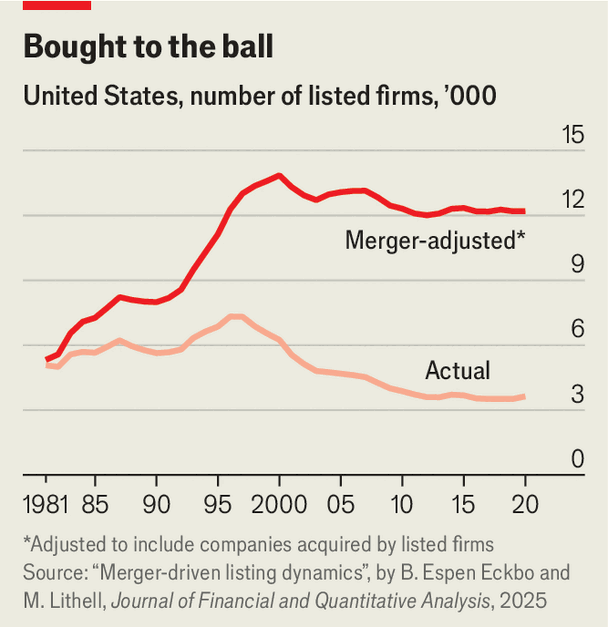 Bought to the ball
United States, number of listed firms, ’000
15
12
Merger-adjusted*
9
6
Actual
3
0
1981 85 90 95 2000 05 10 15 20
*Adjusted to include companies acquired by listed firms
Source: “Merger-driven listing dynamics”, by B. Espen Eckbo and
M. Lithell, Journal of Financial and Quantitative Analysis, 2025